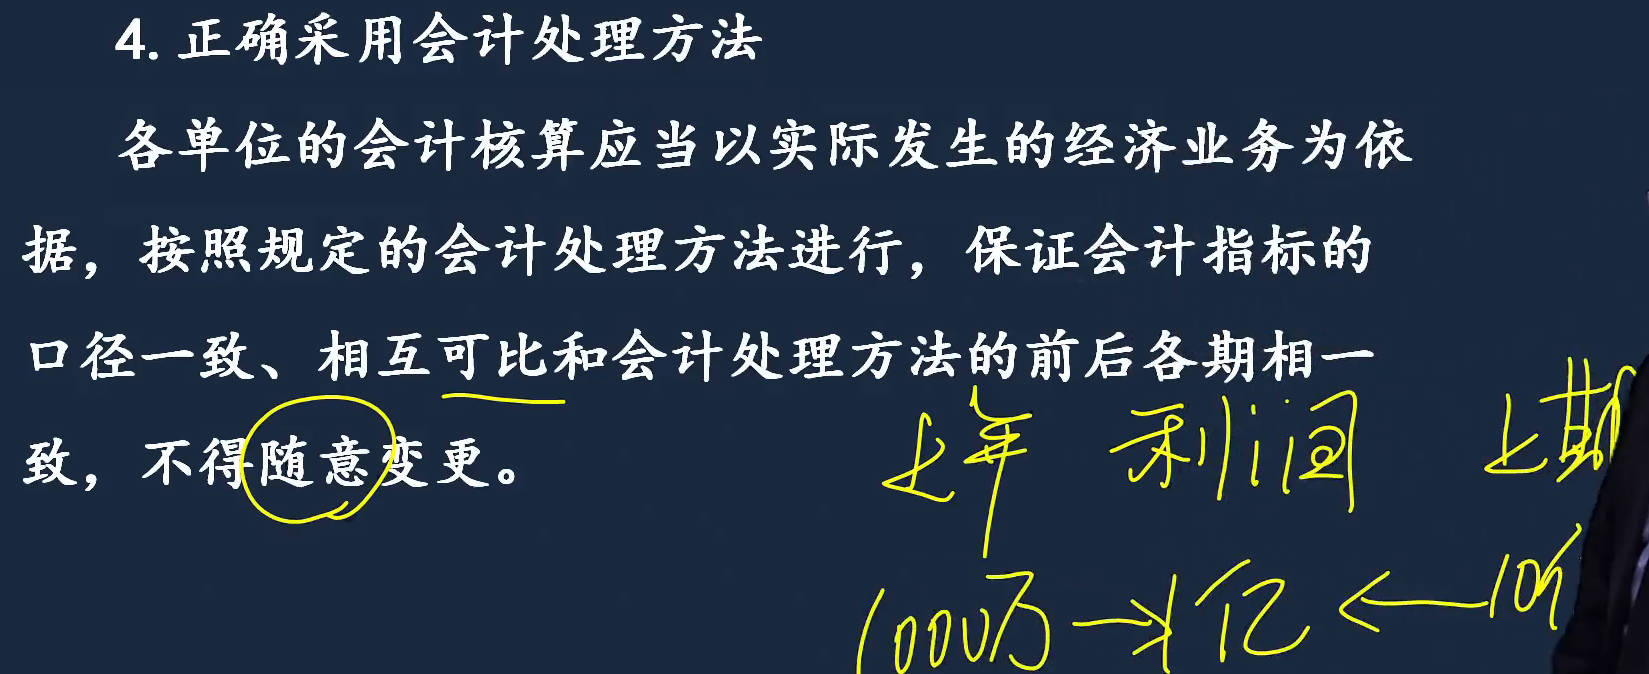 4. 正确采用会计处理方法
各单位的会计核算应当以实际发生的经济业务为依
据，按照规定的会计处理方法进行，保证会计指标的
口径一致、相互可比和会计处理方法的前后各期相一
致，不得随意变更。
上年 利润 上期
1000万→1亿←